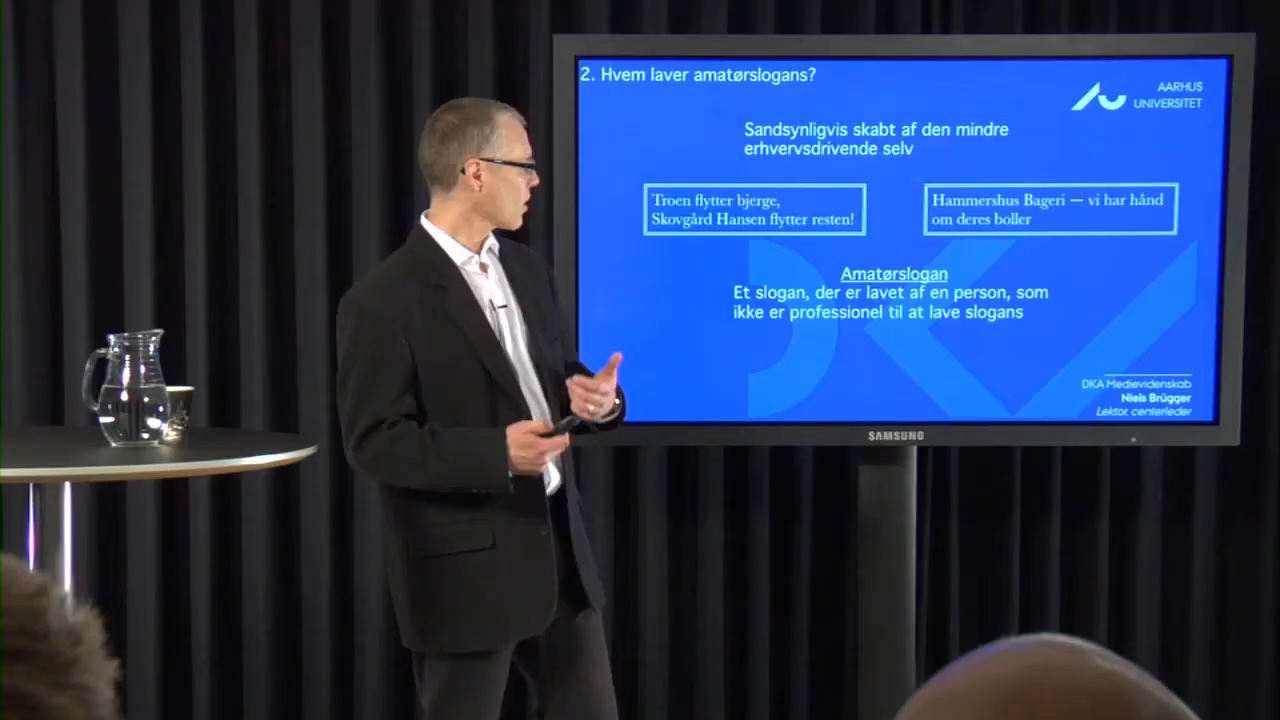 2. Hvem laver amatørslogans?
AARHUS
UNIVERSITET
Sandsynligvis skabt af den mindre
erhvervsdrivende selv
Troen flytter bjerge,
Skovgård Hansen flytter resten!
Hammershus Bageri — vi har hånd
om deres boller
Amatørslogan
Et slogan, der er lavet af en person, som
ikke er professionel til at lave slogans
DKA Medievidenskab
Niels Brügger
Lektor, centerleder
SAMSUNG